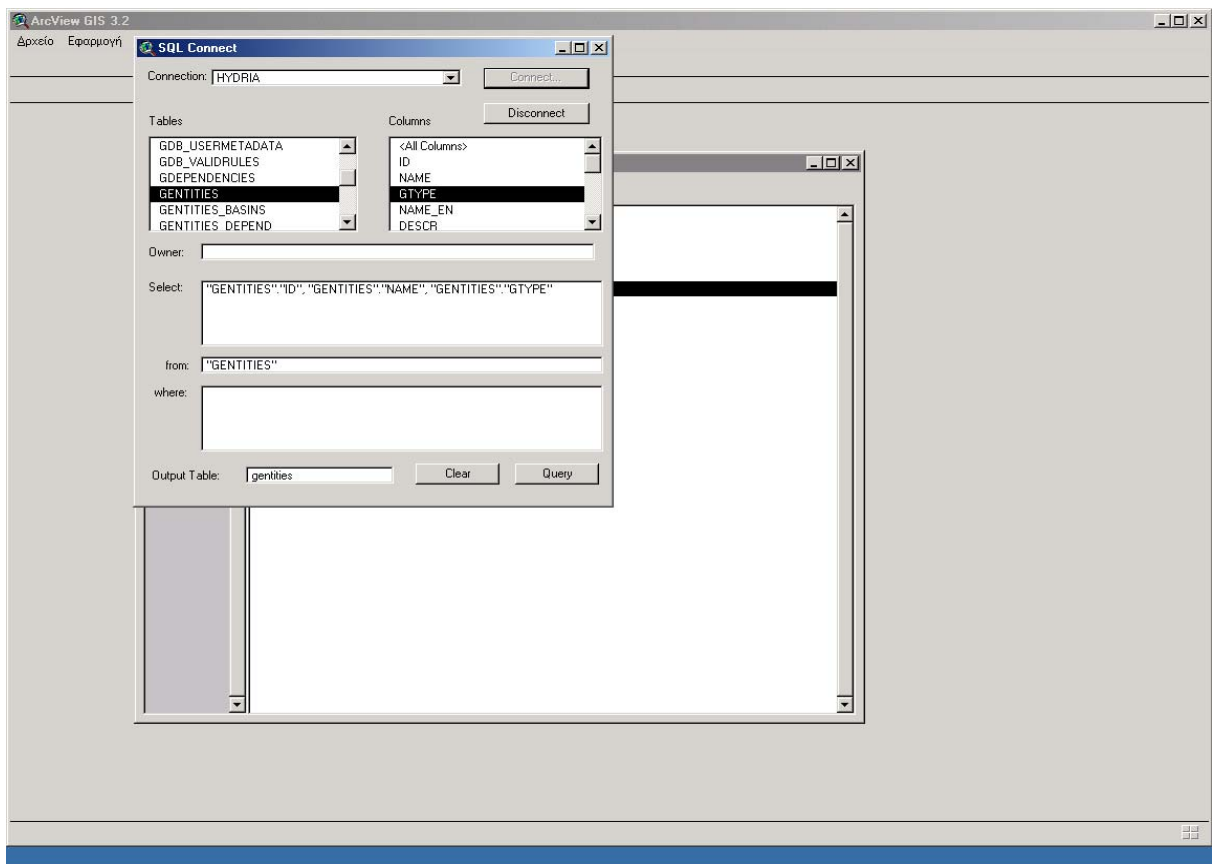 ArcView GIS 3.2
Αρχείο Εφαρμογή
SQL Connect
Connection: HYDRIA
Connect...
Disconnect
Tables
Columns
GDB_USERMETADATA
GDB_VALIDRULES
GDEPENDENCIES
GENTITIES
GENTITIES_BASINS
GENTITIES_DEPEND
<All Columns>
ID
NAME
GTYPE
NAME_EN
DESCR
Owner:
Select: "GENTITIES"."ID", "GENTITIES"."NAME", "GENTITIES"."GTYPE"
from: "GENTITIES"
where:
Output Table: gentities
Clear
Query